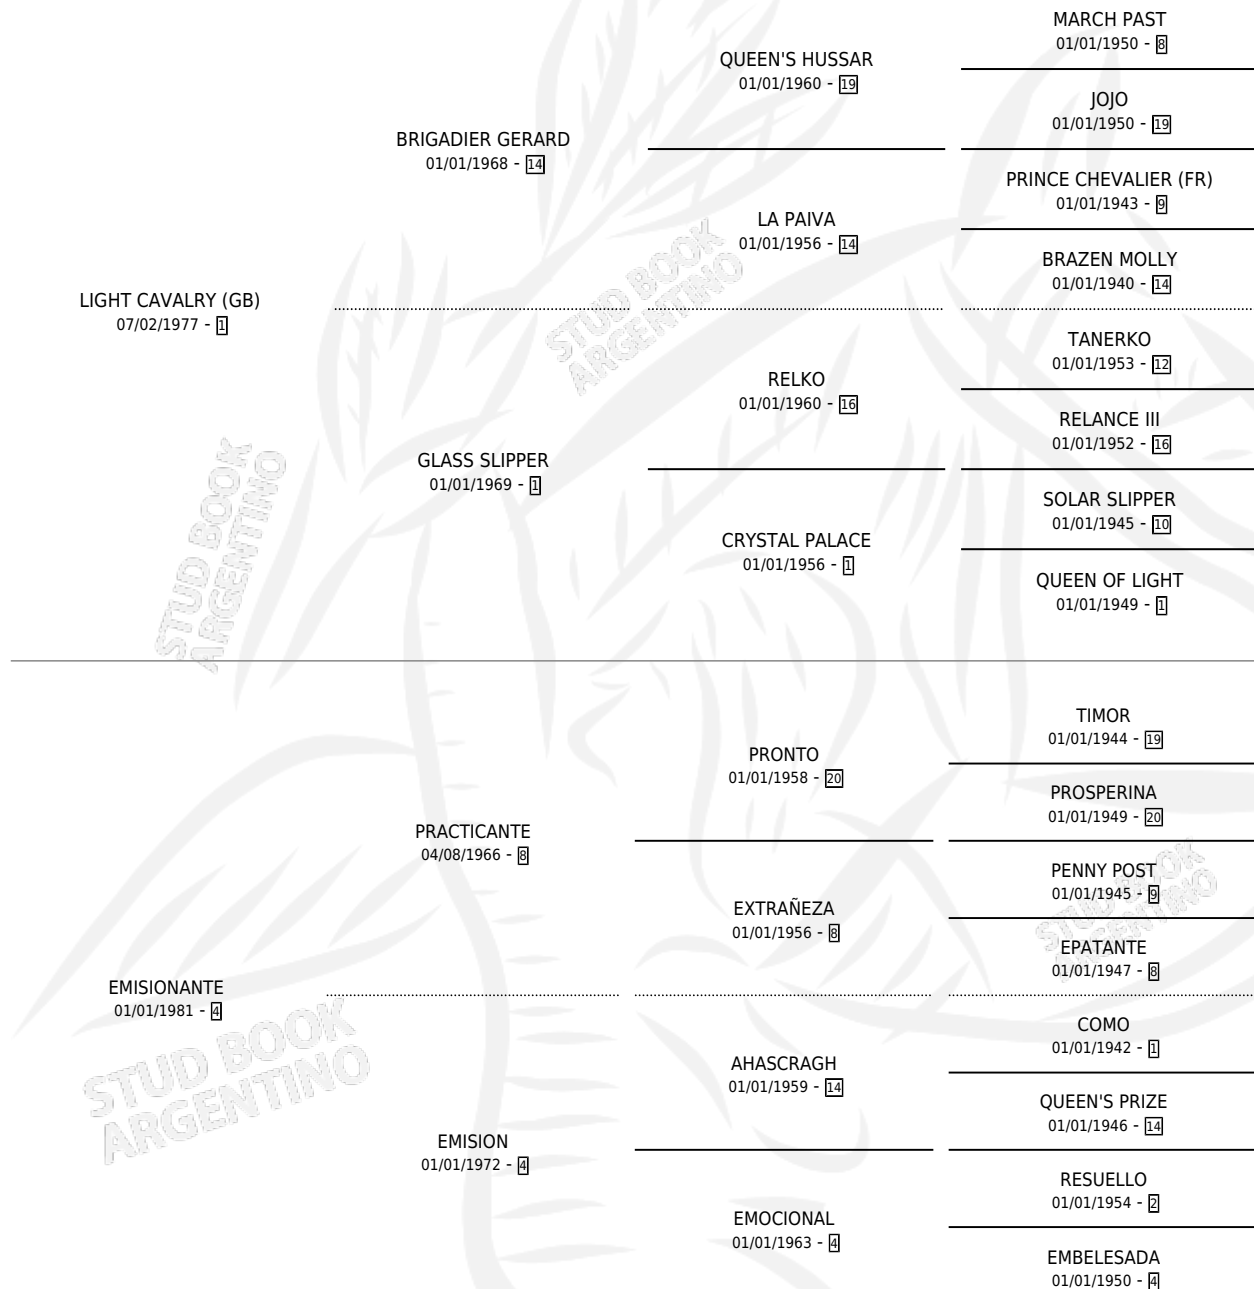 MARCH PAST
01/01/1950 - 8
QUEEN'S HUSSAR
01/01/1960 - 19
JOJO
01/01/1950 - 19
BRIGADIER GERARD
01/01/1968 - 14
PRINCE CHEVALIER (FR)
01/01/1943 - 9
LA PAIVA
01/01/1956 - 14
BRAZEN MOLLY
01/01/1940 - 14
LIGHT CAVALRY (GB)
07/02/1977 - 1
STUD BOOK
ARGENTINO
TANERKO
01/01/1953 - 12
RELKO
01/01/1960 - 16
RELANCE III
01/01/1952 - 16
GLASS SLIPPER
01/01/1969 - 1
SOLAR SLIPPER
01/01/1945 - 10
CRYSTAL PALACE
01/01/1956 - 1
QUEEN OF LIGHT
01/01/1949 - 1
STUD BOOK
ARGENTINO
TIMOR
01/01/1944 - 19
PRONTO
01/01/1958 - 20
PROSPERINA
01/01/1949 - 20
PRACTICANTE
04/08/1966 - 8
PENNY POST
01/01/1945 - 9
EXTRAÑEZA
01/01/1956 - 8
STUD BOOK
ARGENTINO
EPATANTE
01/01/1947 - 8
EMISIONANTE
01/01/1981 - 4
COMO
01/01/1942 - 1
STUD BOOK
ARGENTINO
AHASCRAGH
01/01/1959 - 14
QUEEN'S PRIZE
01/01/1946 - 14
EMISION
01/01/1972 - 4
RESUELLO
01/01/1954 - 2
EMOCIONAL
01/01/1963 - 4
EMBELESADA
01/01/1950 - 4